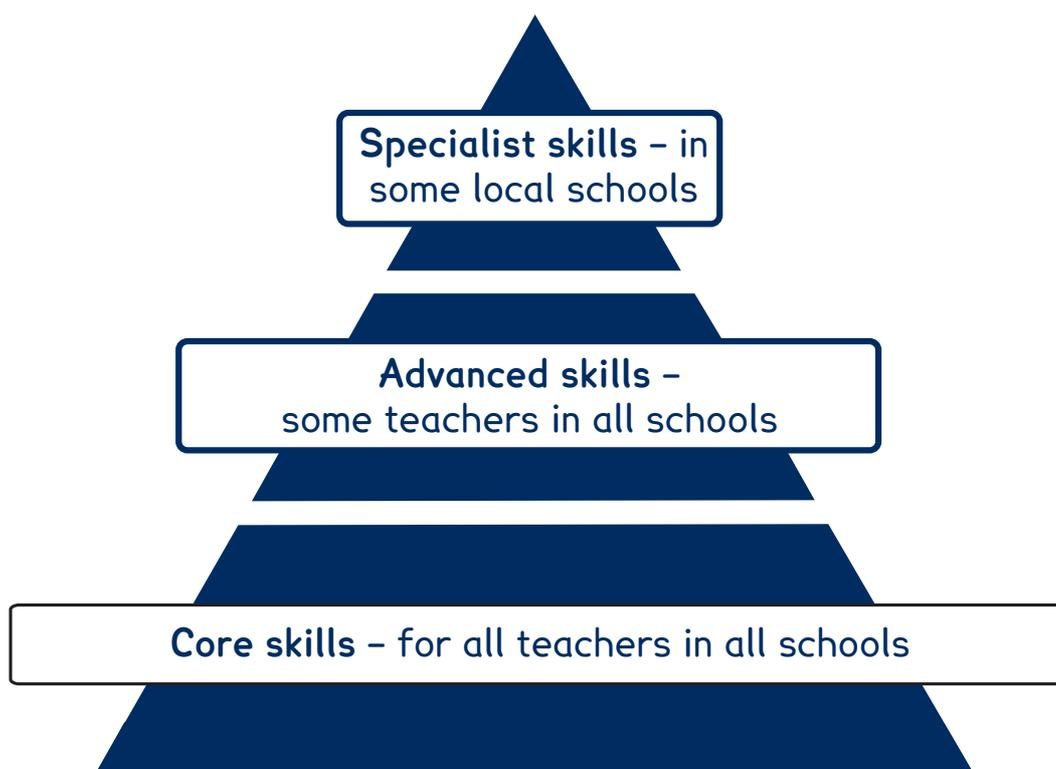 Specialist skills – in
some local schools
Advanced skills –
some teachers in all schools
Core skills – for all teachers in all schools